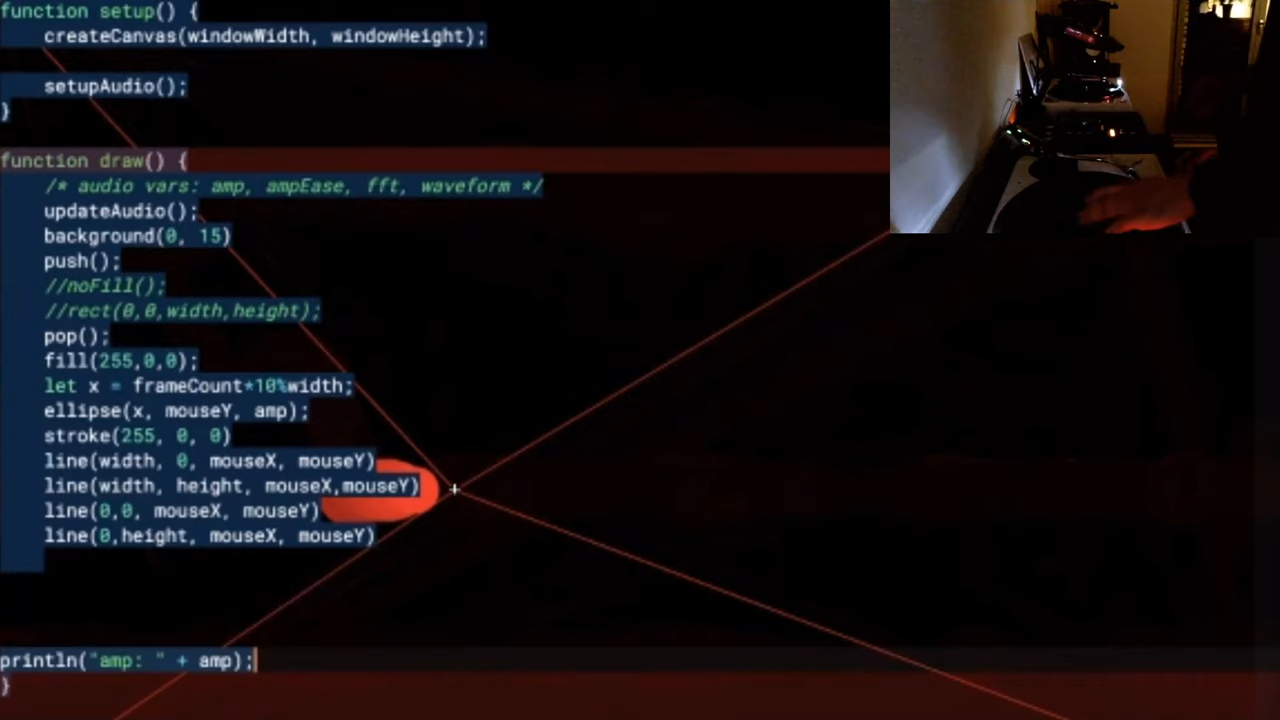 function setup() {
createCanvas(windowWidth, windowHeight);
setupAudio();
}
function draw() {
/* audio vars: amp, ampEase, fft, waveform */
updateAudio();
background(0, 15)
push();
//noFill();
//rect(0,0,width,height);
pop();
fill(255,0,0);
let x = frameCount*10%width;
ellipse(x, mouseY, amp);
stroke(255, 0, 0)
line(width, 0, mouseX, mouseY)
line(width, height, mouseX,mouseY)
line(0,0, mouseX, mouseY)
line(0,height, mouseX, mouseY)
println("amp: " + amp);
}